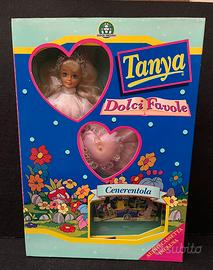 Tanya
Dolci Favole
Cenerentola
subito